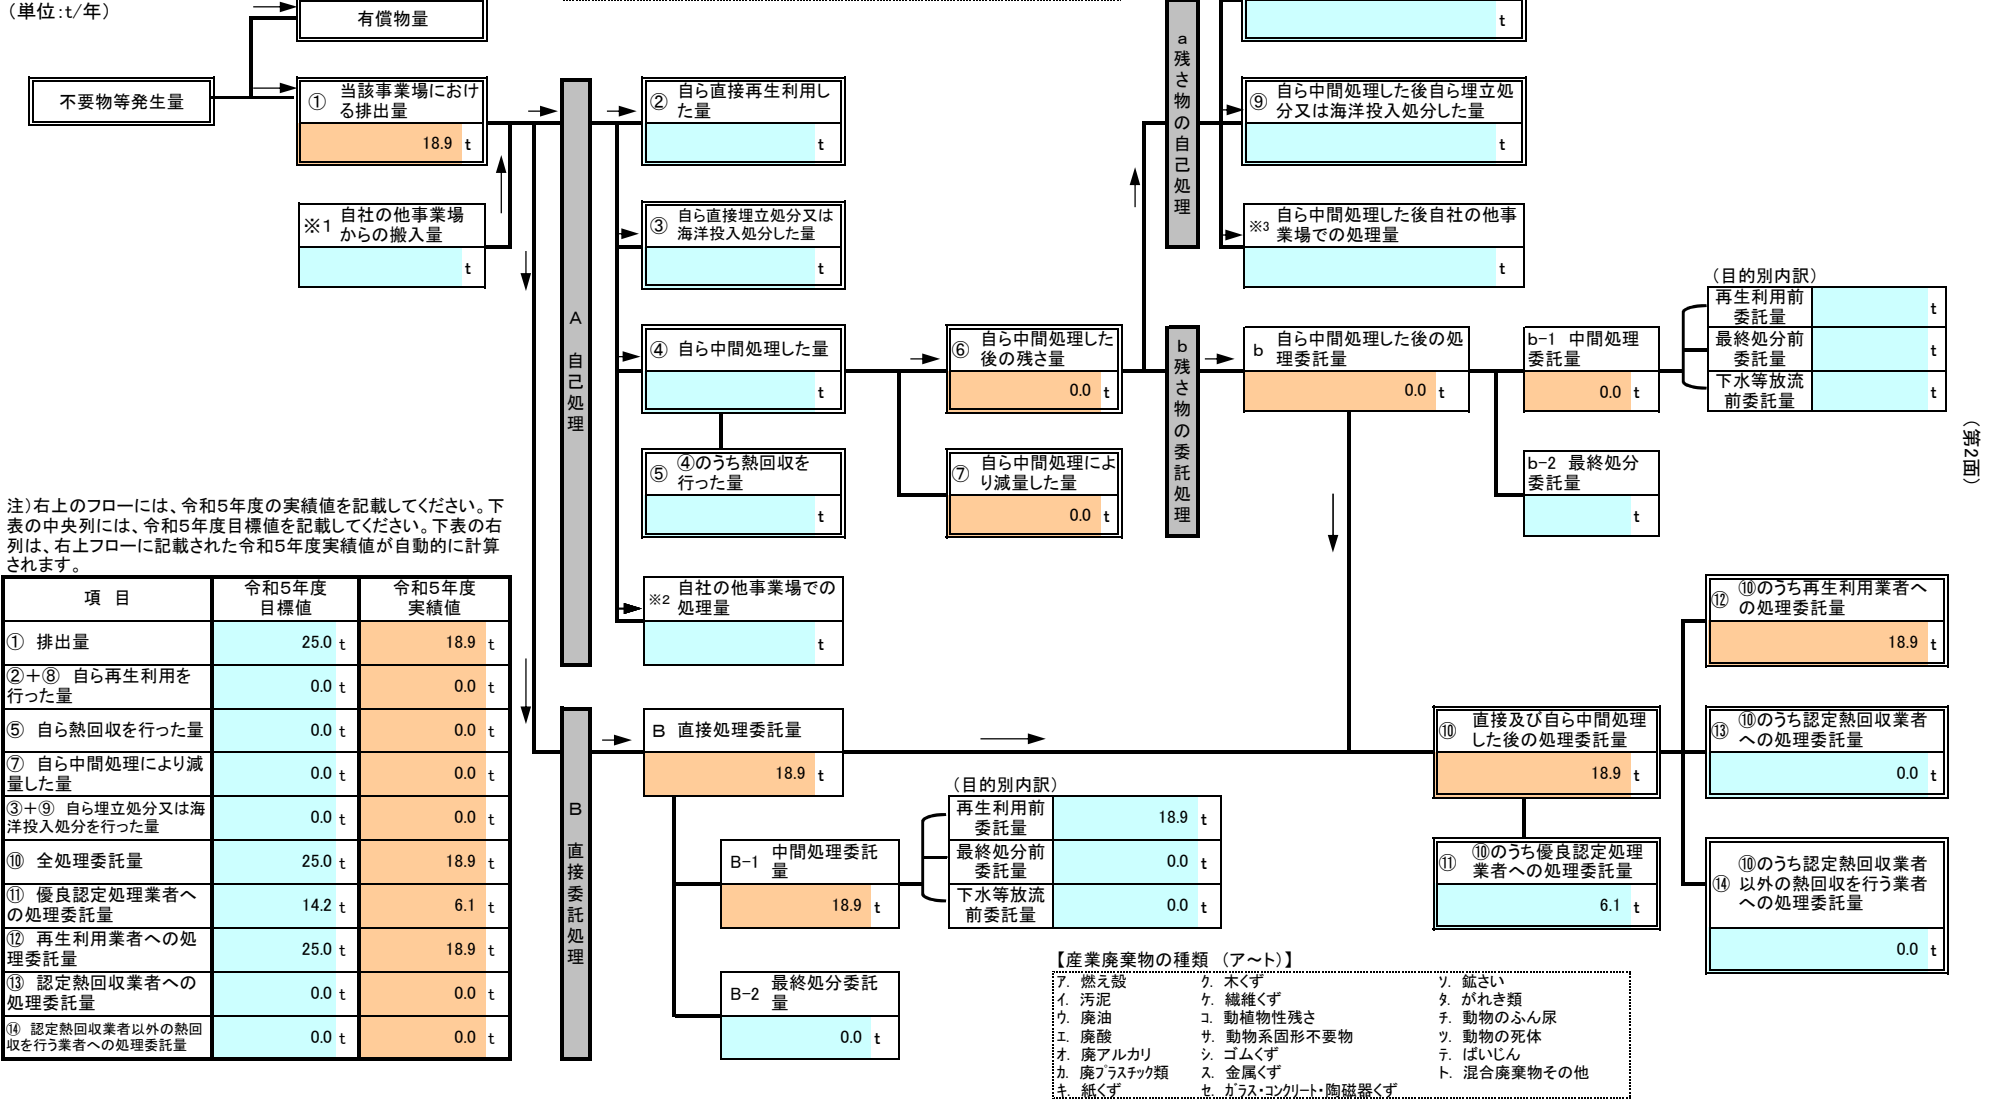 （単位:t/年）
有償物量
不要物等発生量
① 当該事業場におけ
る排出量
18.9 t
※1 自社の他事業場
からの搬入量
t
A 自己処理
② 自ら直接再生利用し
た量
t
③ 自ら直接埋立処分又は
海洋投入処分した量
t
④ 自ら中間処理した量
t
⑤ ④のうち熱回収を
行った量
t
※2 自社の他事業場での
処理量
t
⑥ 自ら中間処理した
後の残さ量
0.0 t
⑦ 自ら中間処理によ
り減量した量
0.0 t
a残さ物の自己処理
t
⑨ 自ら中間処理した後自ら埋立処
分又は海洋投入処分した量
t
※3 自ら中間処理した後自社の他事
業場での処理量
t
b残さ物の委託処理
b 自ら中間処理した後の処
理委託量
0.0 t
b-1 中間処理
委託量
0.0 t
b-2 最終処分
委託量
t
（目的別内訳）
再生利用前
委託量
t
最終処分前
委託量
t
下水等放流
前委託量
t
（第2面）
注）右上のフローには、令和5年度の実績値を記載してください。下
表の中央列には、令和5年度目標値を記載してください。下表の右
列は、右上フローに記載された令和5年度実績値が自動的に計算
されます。
項 目 令和5年度 令和5年度
目標値 実績値
① 排出量 25.0 t 18.9 t
②＋⑧ 自ら再生利用を
行った量 0.0 t 0.0 t
⑤ 自ら熱回収を行った量 0.0 t 0.0 t
⑦ 自ら中間処理により減
量した量 0.0 t 0.0 t
③＋⑨ 自ら埋立処分又は海
洋投入処分を行った量 0.0 t 0.0 t
⑩ 全処理委託量 25.0 t 18.9 t
⑪ 優良認定処理業者へ
の処理委託量 14.2 t 6.1 t
⑫ 再生利用業者への処
理委託量 25.0 t 18.9 t
⑬ 認定熱回収業者への
処理委託量 0.0 t 0.0 t
⑭ 認定熱回収業者以外の熱回
収を行う業者への処理委託量 0.0 t 0.0 t
B 直接委託処理
B 直接処理委託量
18.9 t
B-1 中間処理委託
量
18.9 t
B-2 最終処分委託
量
0.0 t
（目的別内訳）
再生利用前
委託量
18.9 t
最終処分前
委託量
0.0 t
下水等放流
前委託量
0.0 t
⑩ 直接及び自ら中間処理
した後の処理委託量
18.9 t
⑪ ⑩のうち優良認定処理
業者への処理委託量
6.1 t
⑫ ⑩のうち再生利用業者へ
の処理委託量
18.9 t
⑬ ⑩のうち認定熱回収業者
への処理委託量
0.0 t
⑭ ⑩のうち認定熱回収業者
以外の熱回収を行う業者
への処理委託量
0.0 t
【産業廃棄物の種類 （ア～ト）】
ア. 燃え殻 ク. 木くず ソ. 鉱さい
イ. 汚泥 ケ. 繊維くず タ. がれき類
ウ. 廃油 コ. 動植物性残さ チ. 動物のふん尿
エ. 廃酸 サ. 動物系固形不要物 ツ. 動物の死体
オ. 廃アルカリ シ. ゴムくず テ. ばいじん
カ. 廃プラスチック類 ス. 金属くず ト. 混合廃棄物その他
キ. 紙くず セ. ガラス・コンクリート・陶磁器くず